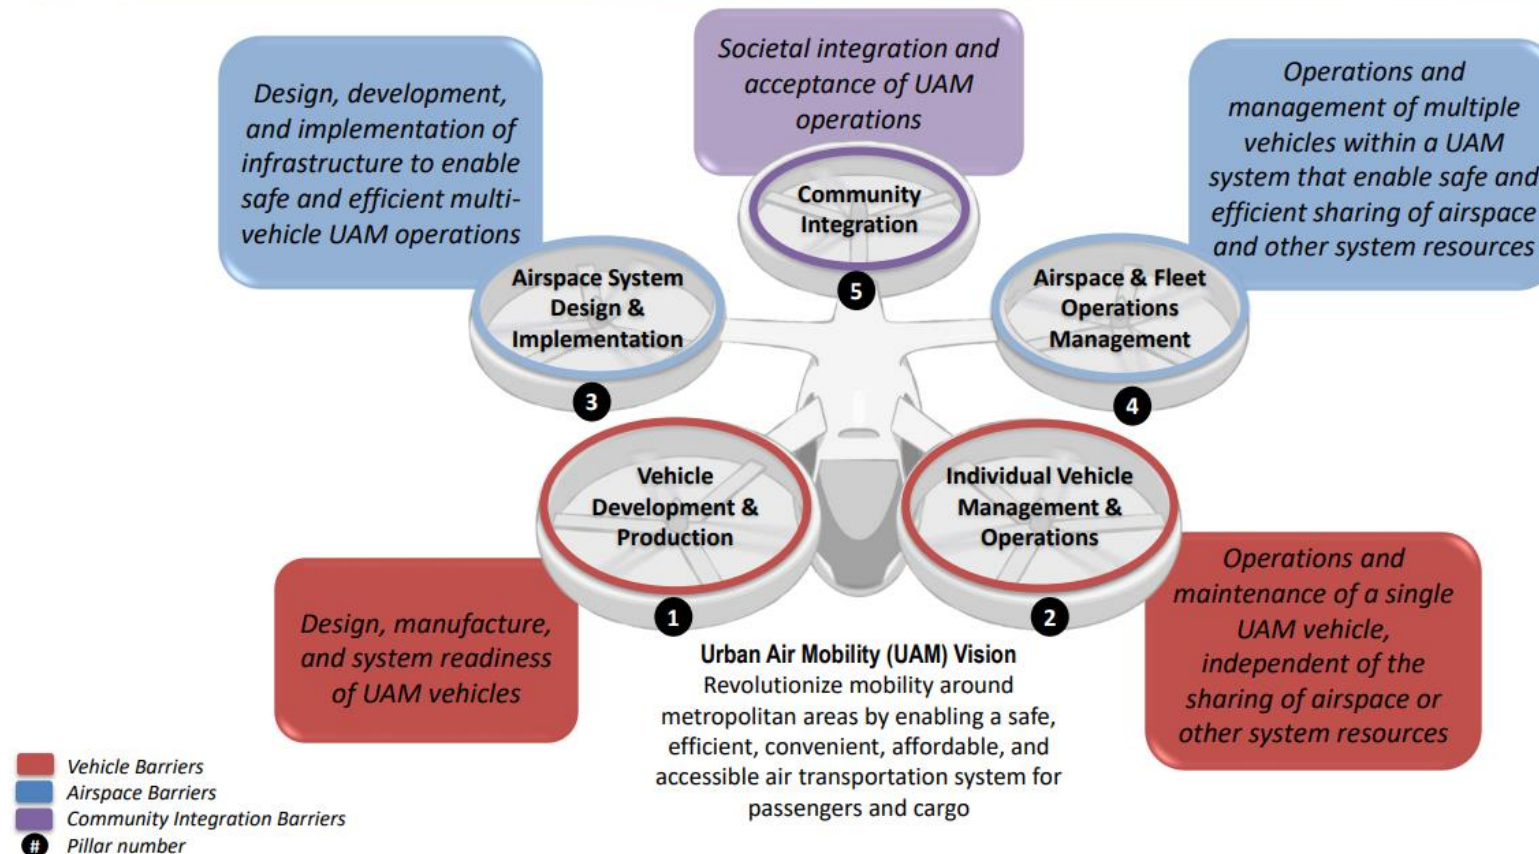 Societal integration and
acceptance of UAM
operations
Design, development,
and implementation of
infrastructure to enable
safe and efficient multi-
vehicle UAM operations
Operations and
management of multiple
vehicles within a UAM
system that enable safe and
efficient sharing of airspace
and other system resources
Community
Integration
5
Airspace System
Design &
Implementation
3
Airspace & Fleet
Operations
Management
4
Vehicle
Development &
Production
1
Individual Vehicle
Management &
Operations
2
Design, manufacture,
and system readiness
of UAM vehicles
Operations and
maintenance of a single
UAM vehicle,
independent of the
sharing of airspace or
other system resources
Urban Air Mobility (UAM) Vision
Revolutionize mobility around
metropolitan areas by enabling a safe,
efficient, convenient, affordable, and
accessible air transportation system for
passengers and cargo
Vehicle Barriers
Airspace Barriers
Community Integration Barriers
# Pillar number